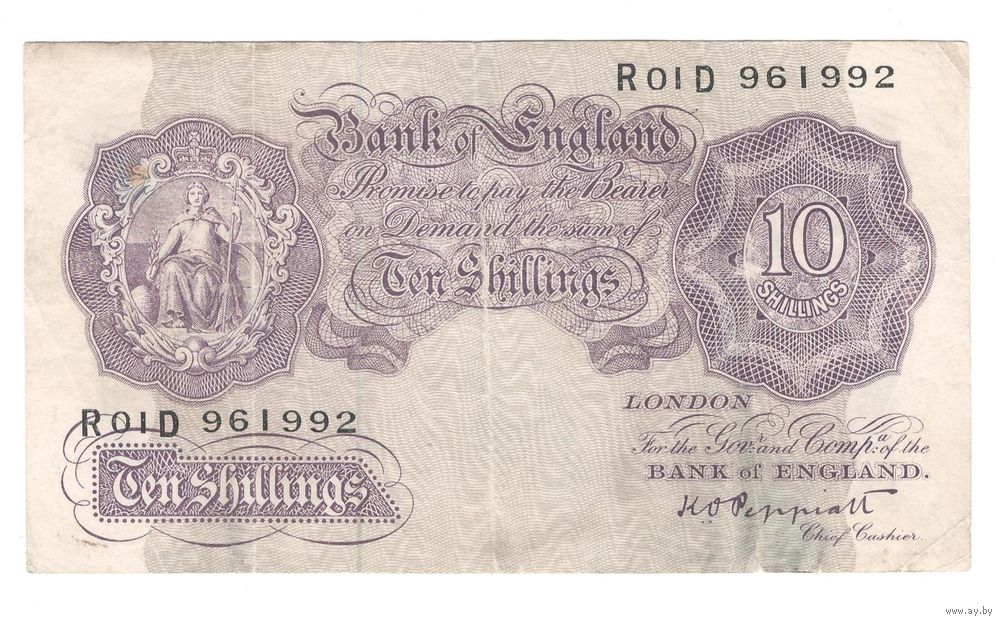 R01D 961992
Bank of England
Promise to pay the Bearer
on Demand the sum of
Ten Shillings
10
SHILLINGS
R01D 961992
Ten Shillings
LONDON
For the Gov.r and Comp.a of the
BANK of ENGLAND.
K O Peppiatt
Chief Cashier.
www.ay.by